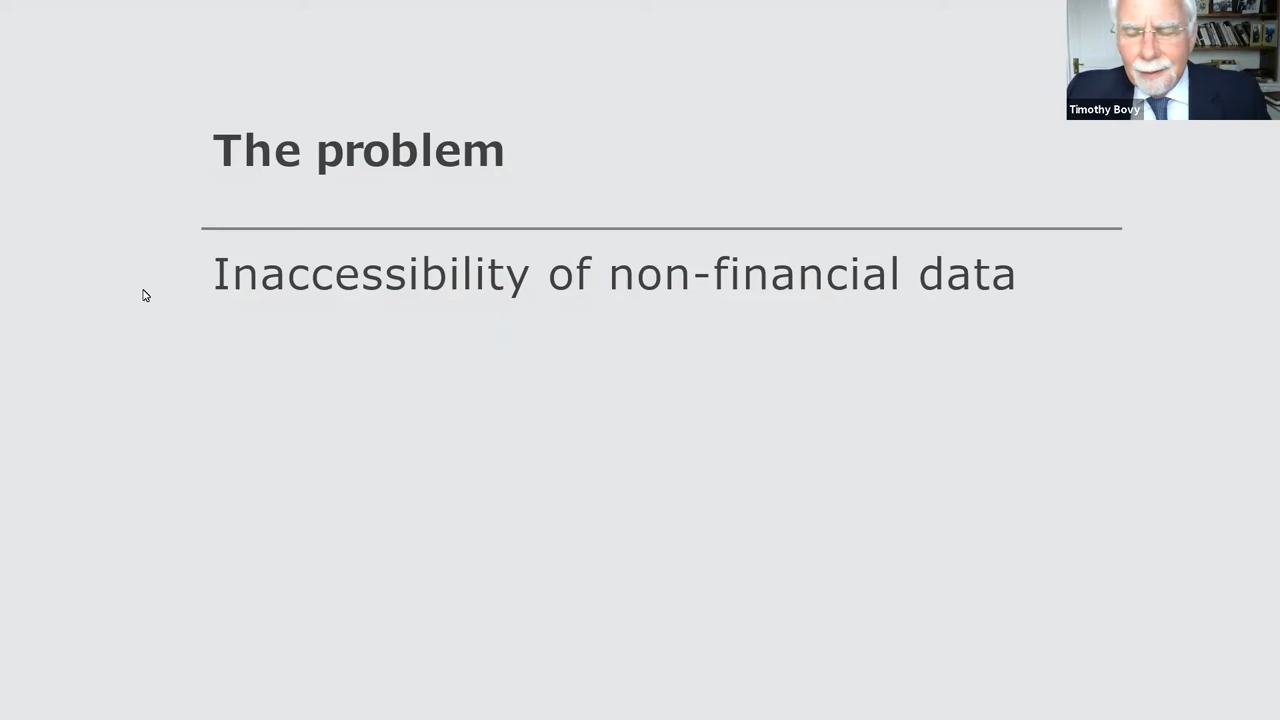 Timothy Bovy
The problem
Inaccessibility of non-financial data